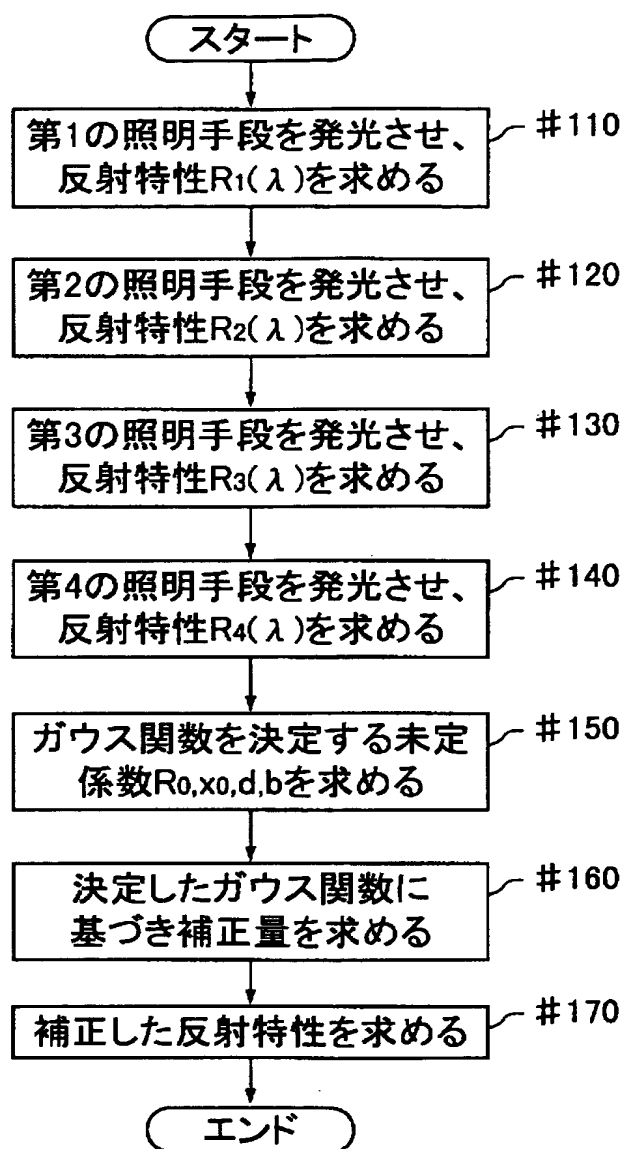 スタート
第1の照明手段を発光させ、
反射特性R1(λ)を求める
#110
第2の照明手段を発光させ、
反射特性R2(λ)を求める
#120
第3の照明手段を発光させ、
反射特性R3(λ)を求める
#130
第4の照明手段を発光させ、
反射特性R4(λ)を求める
#140
ガウス関数を決定する未定
係数R0,x0,d,bを求める
#150
決定したガウス関数に
基づき補正量を求める
#160
補正した反射特性を求める
#170
エンド